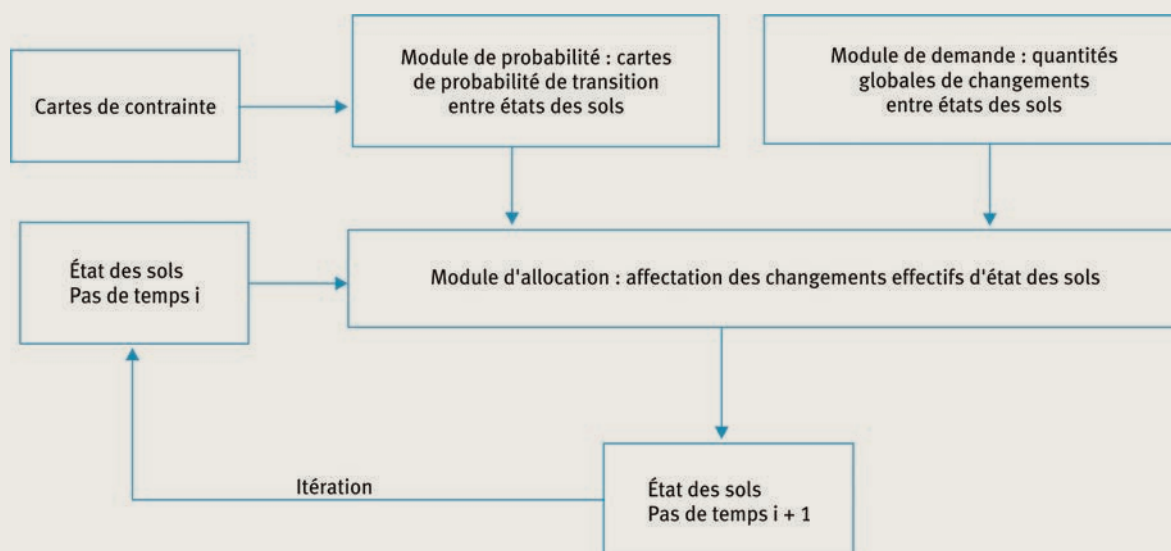 Cartes de contrainte
Module de probabilité : cartes
de probabilité de transition
entre états des sols
Module de demande : quantités
globales de changements
entre états des sols
État des sols
Pas de temps i
Module d'allocation : affectation des changements effectifs d'état des sols
Itération
État des sols
Pas de temps i + 1